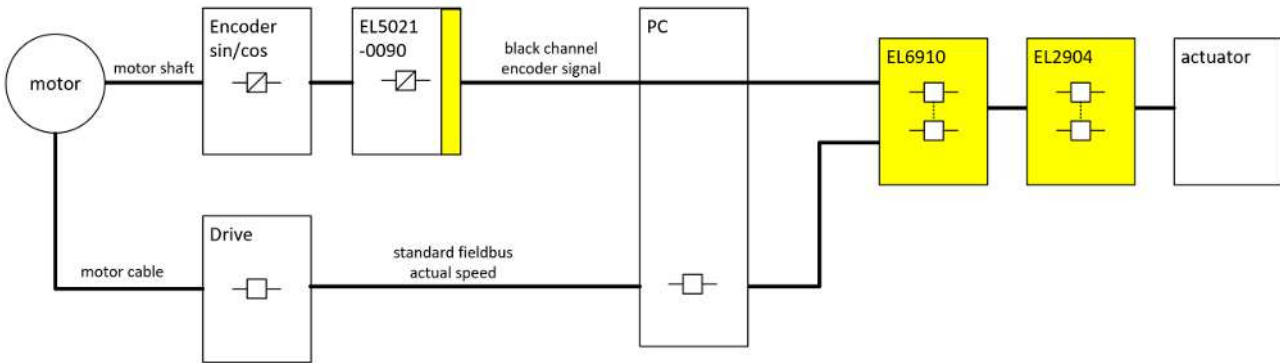 motor
motor shaft
Encoder
sin/cos
EL5021
-0090
black channel
encoder signal
PC
EL6910
EL2904
actuator
motor cable
Drive
standard fieldbus
actual speed